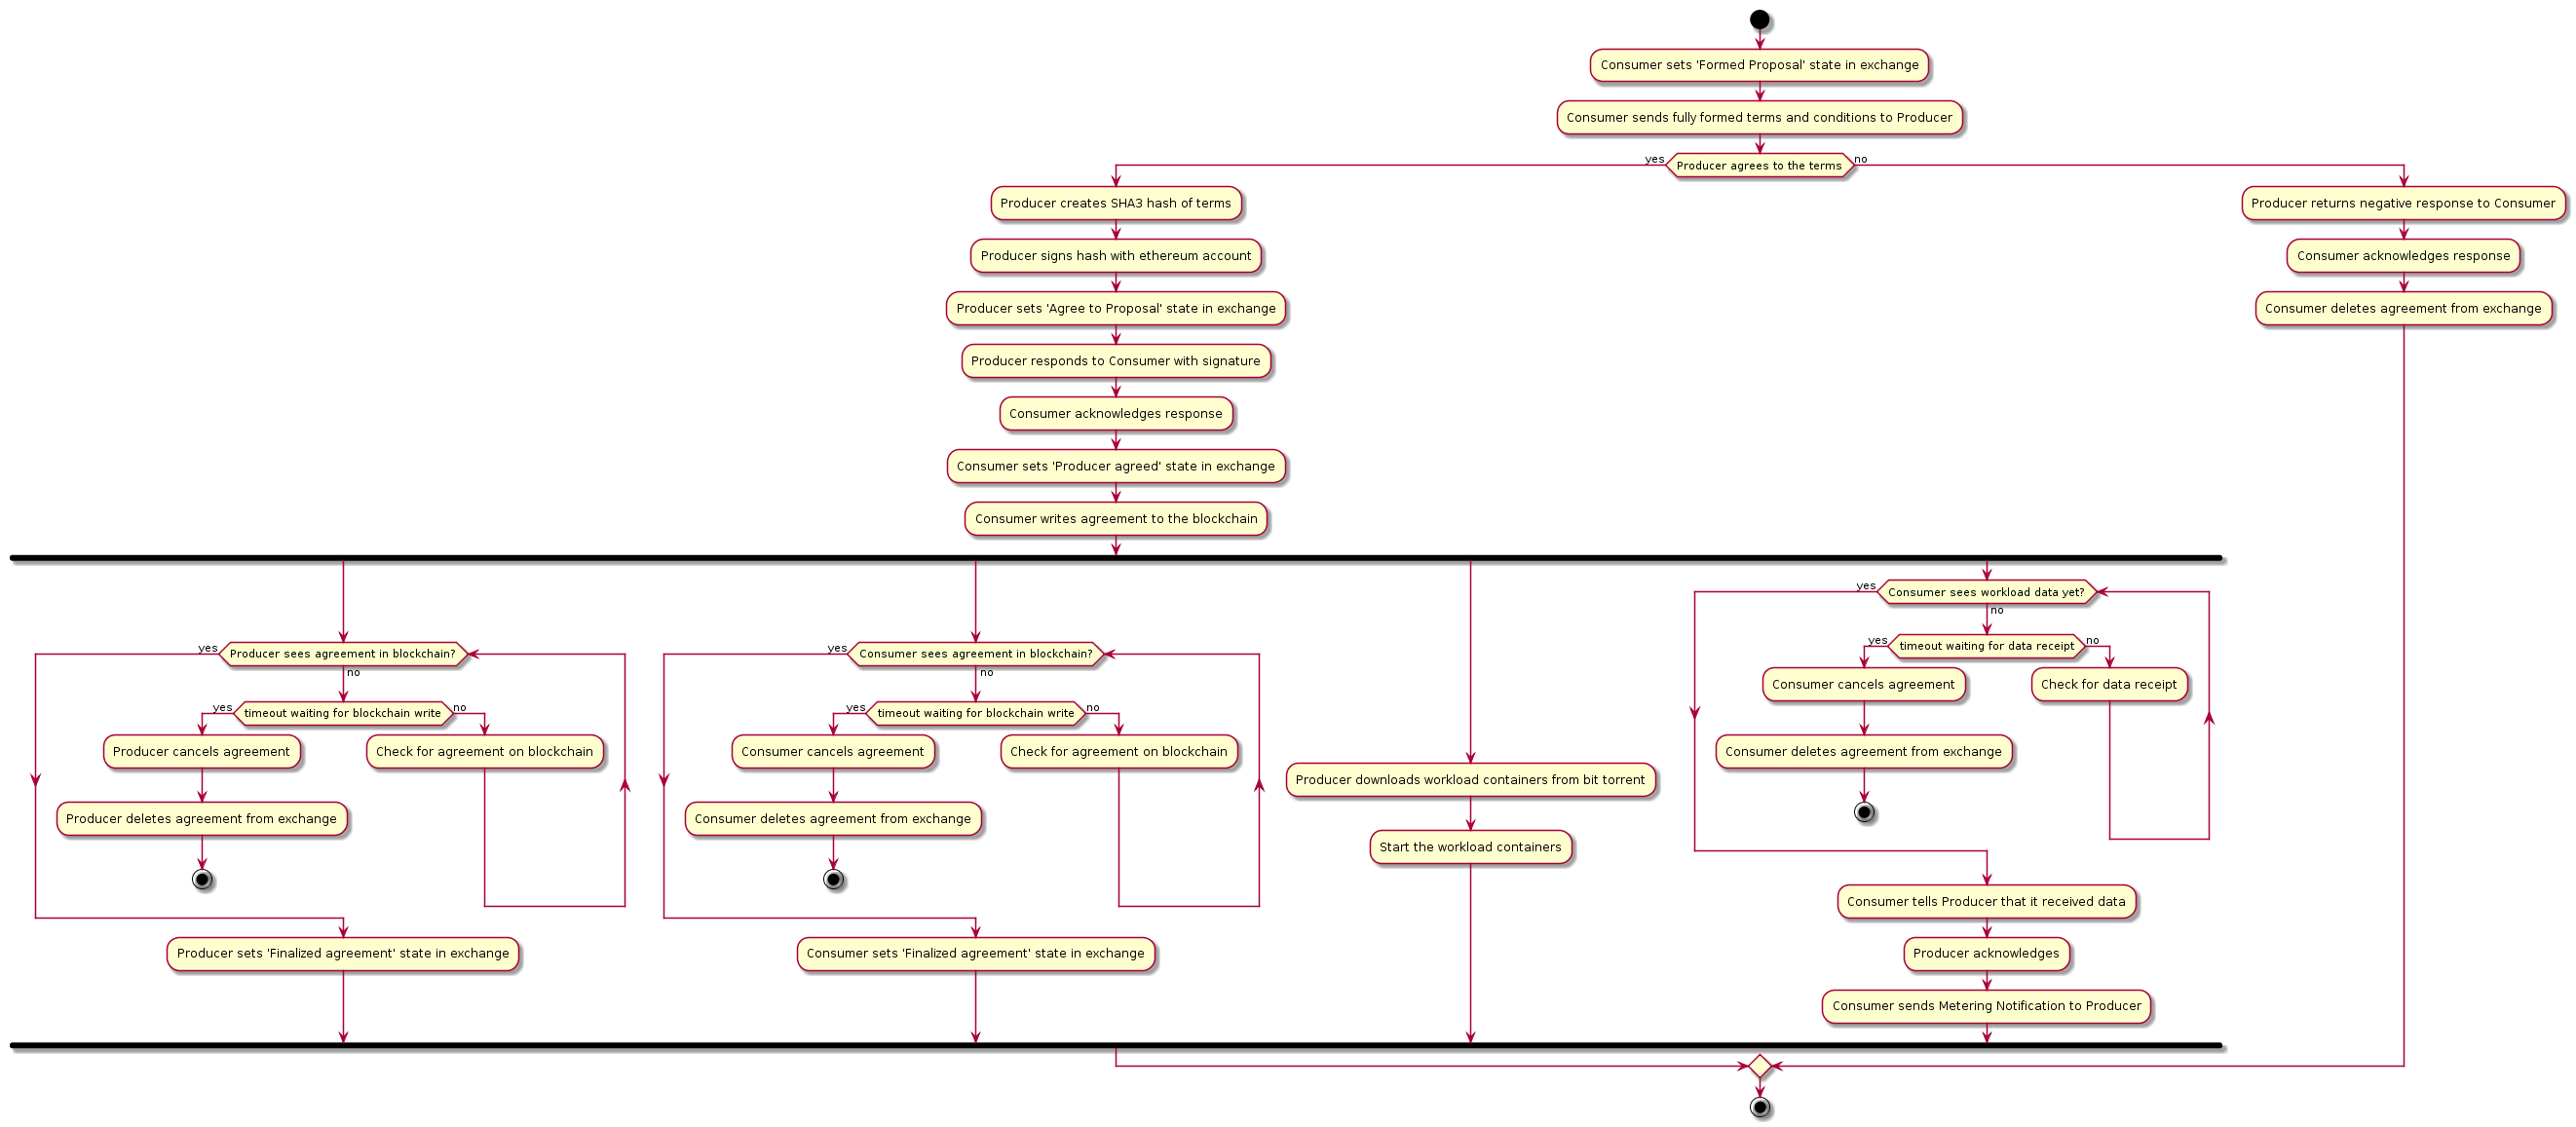 Consumer sets 'Formed Proposal' state in exchange
Consumer sends fully formed terms and conditions to Producer
yes
Producer agrees to the terms
no
Producer creates SHA3 hash of terms
Producer signs hash with ethereum account
Producer sets 'Agree to Proposal' state in exchange
Producer responds to Consumer with signature
Consumer acknowledges response
Consumer sets 'Producer agreed' state in exchange
Consumer writes agreement to the blockchain
Producer returns negative response to Consumer
Consumer acknowledges response
Consumer deletes agreement from exchange
yes
Producer sees agreement in blockchain?
no
yes
timeout waiting for blockchain write
no
Producer cancels agreement
Check for agreement on blockchain
Producer deletes agreement from exchange
Producer sets 'Finalized agreement' state in exchange
yes
Consumer sees agreement in blockchain?
no
yes
timeout waiting for blockchain write
no
Consumer cancels agreement
Check for agreement on blockchain
Consumer deletes agreement from exchange
Consumer sets 'Finalized agreement' state in exchange
Producer downloads workload containers from bit torrent
Start the workload containers
yes
Consumer sees workload data yet?
no
yes
timeout waiting for data receipt
no
Consumer cancels agreement
Check for data receipt
Consumer deletes agreement from exchange
Consumer tells Producer that it received data
Producer acknowledges
Consumer sends Metering Notification to Producer